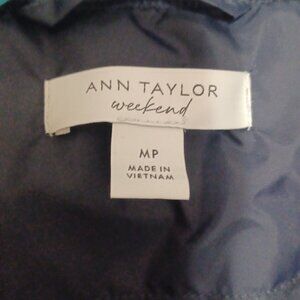 ANN TAYLOR
weekend
MP
MADE IN
VIETNAM